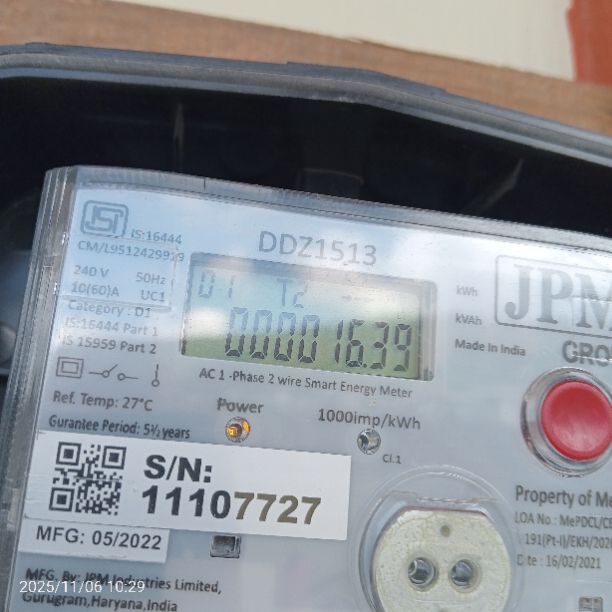 ISI IS:16444
CM/L9512429919
DDZ1513
240 V 50Hz
10(60)A UC1
Category : D1
IS:16444 Part 1
IS 15959 Part 2
01 T2
00001639
kWh
kVAh
Made In India
JPM
GRO
AC 1 -Phase 2 wire Smart Energy Meter
Ref. Temp: 27°C
Gurantee Period: 5½ years
Power
1000imp/kWh
Cl.1
S/N:
11107727
MFG: 05/2022
Property of Me
LOA No.: MePDCL/C
191(Pt-I)/EKH/202
Date : 16/02/2021
MFG. By: JPM Industries Limited,
Gurugram,Haryana,India
2025/11/06 10:29